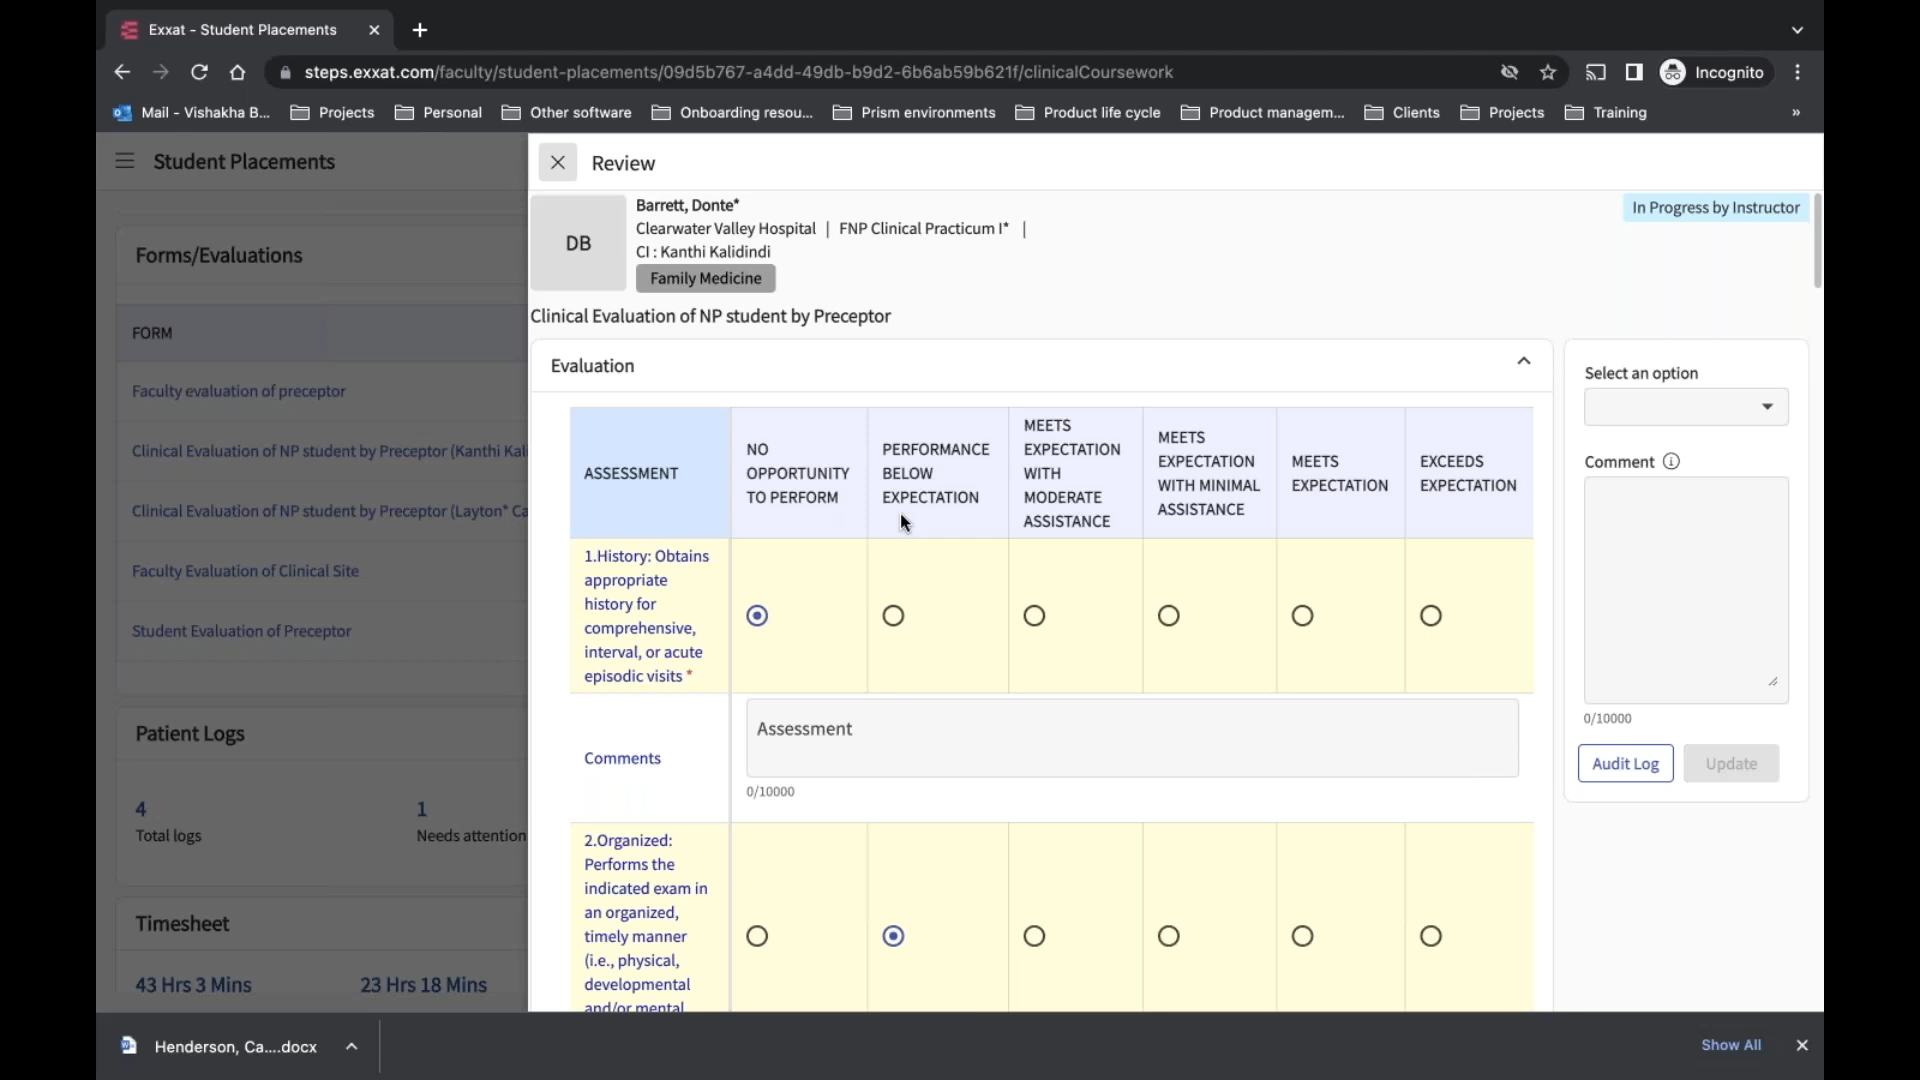 Exxat - Student Placements
steps.exxat.com/faculty/student-placements/09d5b767-a4dd-49db-b9d2-6b6ab59b621f/clinicalCoursework
Incognito
Mail - Vishakha B...
Projects
Personal
Other software
Onboarding resou...
Prism environments
Product life cycle
Product managem...
Clients
Projects
Training
»
Student Placements
Forms/Evaluations
FORM
Faculty evaluation of preceptor
Clinical Evaluation of NP student by Preceptor (Kanthi Kali
Clinical Evaluation of NP student by Preceptor (Layton* Ca
Faculty Evaluation of Clinical Site
Student Evaluation of Preceptor
Patient Logs
4
Total logs
1
Needs attention
Timesheet
43 Hrs 3 Mins
23 Hrs 18 Mins
Review
DB
Barrett, Donte*
Clearwater Valley Hospital | FNP Clinical Practicum I* |
CI : Kanthi Kalidindi
Family Medicine
In Progress by Instructor
Clinical Evaluation of NP student by Preceptor
Evaluation
ASSESSMENT
NO
OPPORTUNITY
TO PERFORM
PERFORMANCE
BELOW
EXPECTATION
MEETS
EXPECTATION
WITH
MODERATE
ASSISTANCE
MEETS
EXPECTATION
WITH MINIMAL
ASSISTANCE
MEETS
EXPECTATION
EXCEEDS
EXPECTATION
1.History: Obtains
appropriate
history for
comprehensive,
interval, or acute
episodic visits *
Comments
Assessment
0/10000
2.Organized:
Performs the
indicated exam in
an organized,
timely manner
(i.e., physical,
developmental
and/or mental
Select an option
Comment
0/10000
Audit Log
Update
Henderson, Ca....docx
Show All